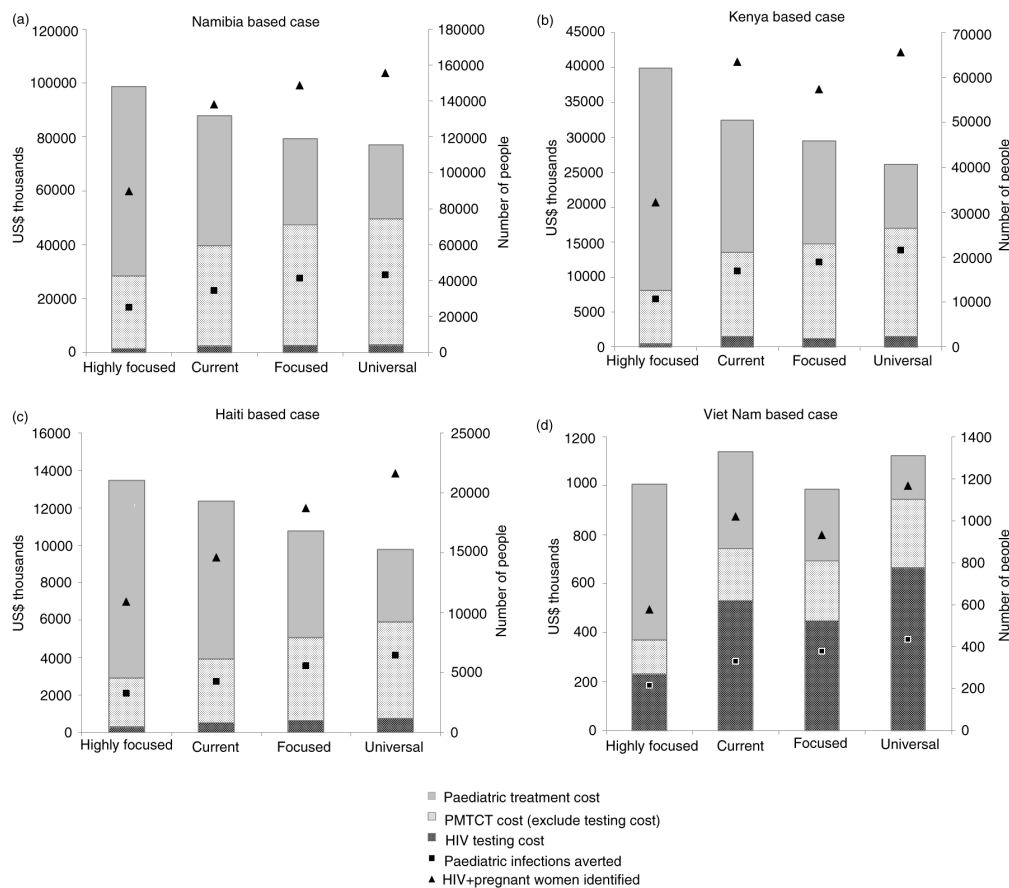 (a)
Namibia based case
120000
100000
80000
60000
40000
20000
0
US$ thousands
180000
160000
140000
120000
100000
80000
60000
40000
20000
0
Number of people
Highly focused
Current
Focused
Universal
(b)
Kenya based case
45000
40000
35000
30000
25000
20000
15000
10000
5000
0
US$ thousands
70000
60000
50000
40000
30000
20000
10000
0
Number of people
Highly focused
Current
Focused
Universal
(c)
Haiti based case
16000
14000
12000
10000
8000
6000
4000
2000
0
US$ thousands
25000
20000
15000
10000
5000
0
Number of people
Highly focused
Current
Focused
Universal
(d)
Viet Nam based case
1200
1000
800
600
400
200
0
US$ thousands
1400
1200
1000
800
600
400
200
0
Number of people
Highly focused
Current
Focused
Universal
Paediatric treatment cost
PMTCT cost (exclude testing cost)
HIV testing cost
Paediatric infections averted
HIV+pregnant women identified